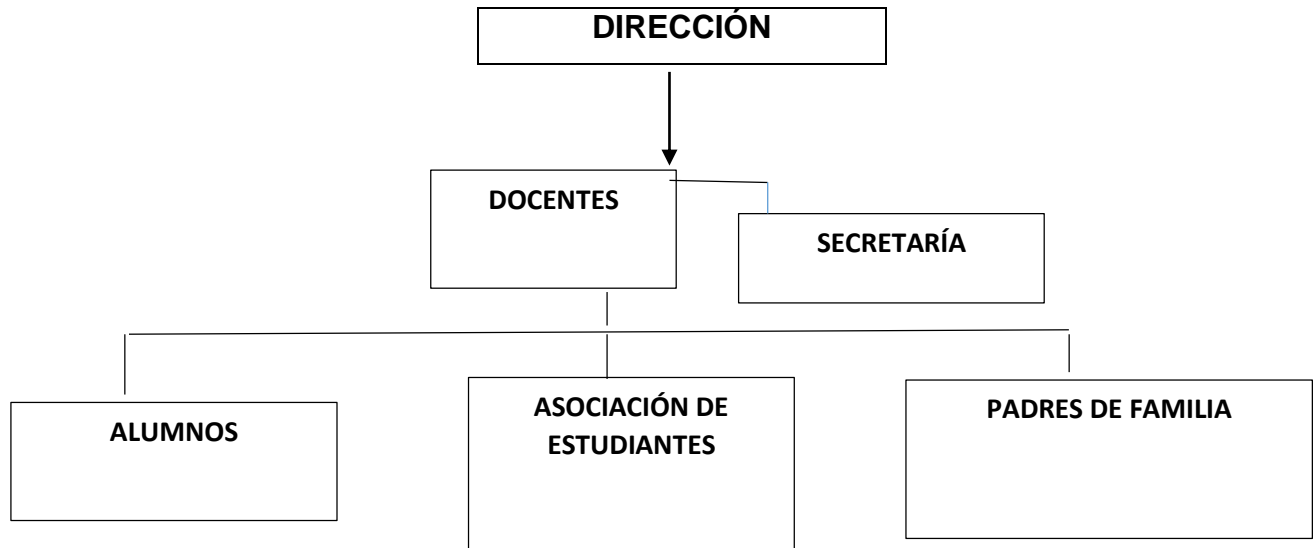 DIRECCIÓN
DOCENTES
SECRETARÍA
ALUMNOS
ASOCIACIÓN DE
ESTUDIANTES
PADRES DE FAMILIA